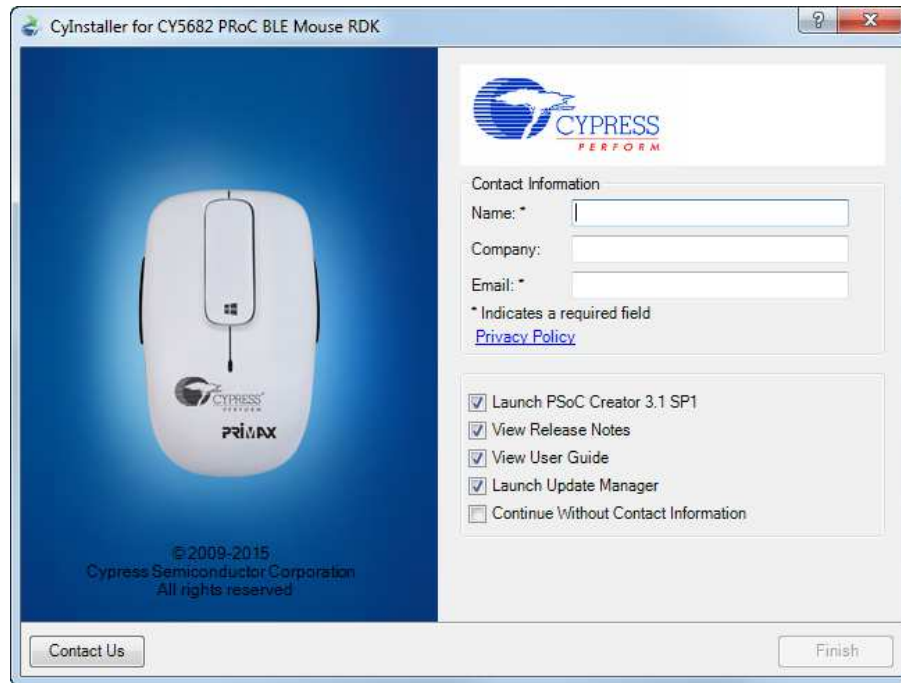 CyInstaller for CY5682 PRoC BLE Mouse RDK
CYPRESS
PERFORM
Contact Information
Name: *
Company:
Email: *
* Indicates a required field
Privacy Policy
CYPRESS
PERFORM
PRiMAX
Launch PSoC Creator 3.1 SP1
View Release Notes
View User Guide
Launch Update Manager
Continue Without Contact Information
© 2009-2015
Cypress Semiconductor Corporation
All rights reserved
Contact Us
Finish